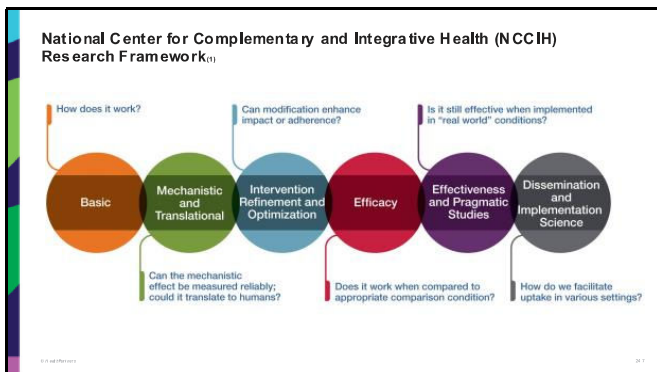 National Center for Complementary and Integrative Health (NCCIH)
Research Framework(1)
How does it work?
Can modification enhance
impact or adherence?
Is it still effective when implemented
in “real world” conditions?
Basic
Mechanistic
and
Translational
Intervention
Refinement and
Optimization
Efficacy
Effectiveness
and Pragmatic
Studies
Dissemination
and
Implementation
Science
Can the mechanistic
effect be measured reliably;
could it translate to humans?
Does it work when compared to
appropriate comparison condition?
How do we facilitate
uptake in various settings?